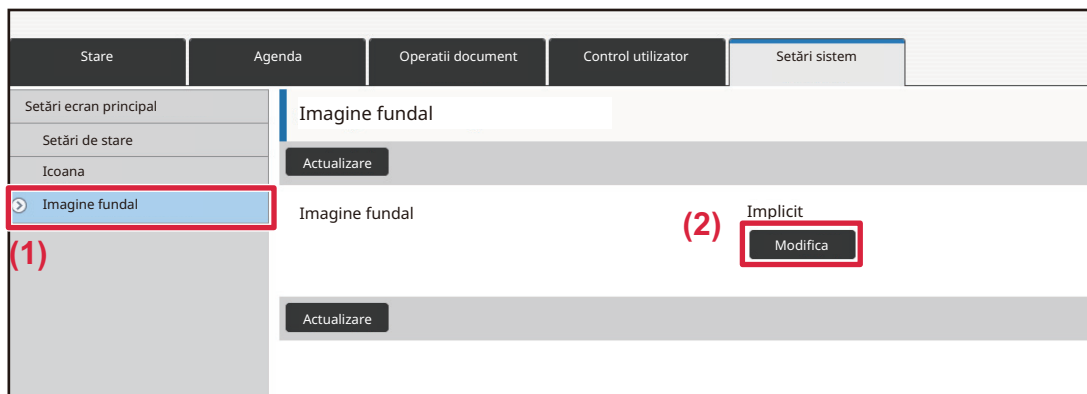 Stare
Agenda
Operatii document
Control utilizator
Setări sistem
Setări ecran principal
Setări de stare
Icoana
Imagine fundal
(1)
Imagine fundal
Actualizare
Imagine fundal
Implicit
(2)
Modifica
Actualizare